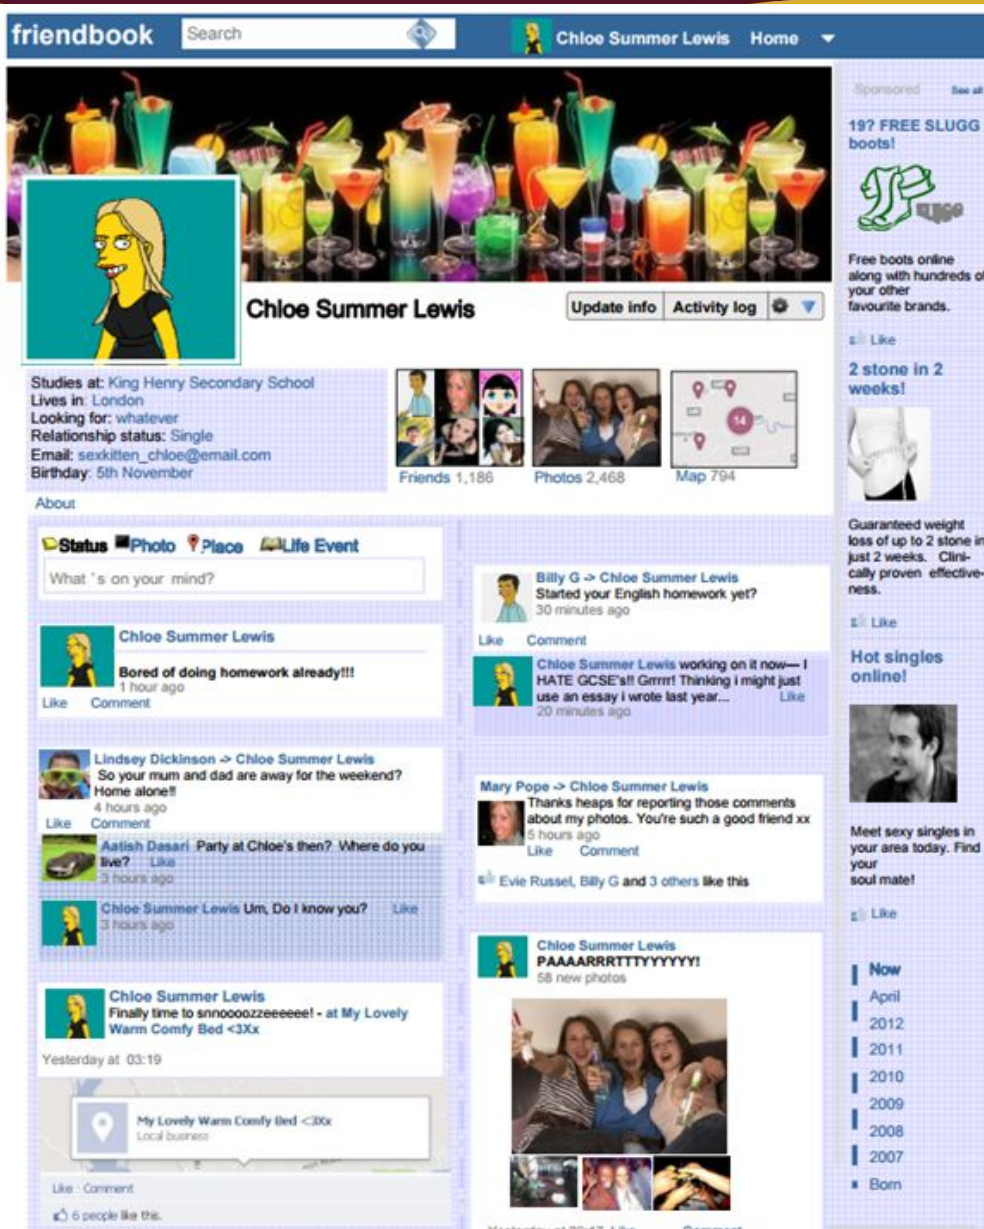 friendbook
Search
Chloe Summer Lewis Home
Chloe Summer Lewis
Update info Activity log
Studies at: King Henry Secondary School
Lives in: London
Looking for: whatever
Relationship status: Single
Email: sexkitten_chloe@email.com
Birthday: 5th November
Friends 1,186
Photos 2,468
14
Map 794
About
Status Photo Place Life Event
What 's on your mind?
Chloe Summer Lewis
Bored of doing homework already!!!
1 hour ago
Like Comment
Lindsey Dickinson -> Chloe Summer Lewis
So your mum and dad are away for the weekend?
Home alone!!
4 hours ago
Like Comment
Aatish Dasari Party at Chloe's then? Where do you
live? Like
3 hours ago
Chloe Summer Lewis Um, Do I know you? Like
3 hours ago
Chloe Summer Lewis
Finally time to snnoooozzeeeeee! - at My Lovely
Warm Comfy Bed <3Xx
Yesterday at 03:19
My Lovely Warm Comfy Bed <3Xx
Local business
Like · Comment
6 people like this.
Billy G -> Chloe Summer Lewis
Started your English homework yet?
30 minutes ago
Like Comment
Chloe Summer Lewis working on it now— I
HATE GCSE's!! Grrrr! Thinking i might just
use an essay i wrote last year... Like
20 minutes ago
Mary Pope -> Chloe Summer Lewis
Thanks heaps for reporting those comments
about my photos. You're such a good friend xx
5 hours ago
Like Comment
Evie Russel, Billy G and 3 others like this
Chloe Summer Lewis
PAAAARRRTTTYYYYYY!
58 new photos
Sponsored See all
19? FREE SLUGG
boots!
SLUGG
Free boots online
along with hundreds of
your other
favourite brands.
Like
2 stone in 2
weeks!
Guaranteed weight
loss of up to 2 stone in
just 2 weeks. Clini-
cally proven effective-
ness.
Like
Hot singles
online!
Meet sexy singles in
your area today. Find
your
soul mate!
Like
Now
April
2012
2011
2010
2009
2008
2007
Born